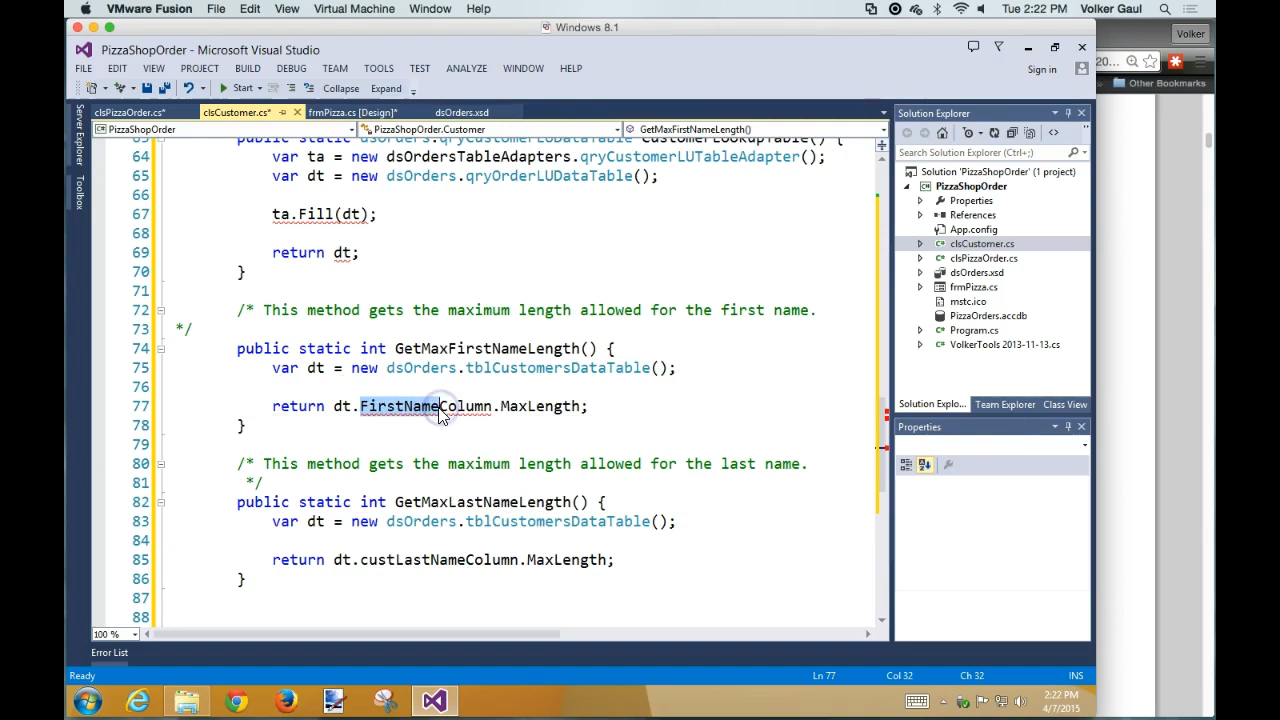 VMware Fusion File Edit View Virtual Machine Window Help Tue 2:22 PM Volker Gaul
Windows 8.1
Volker
PizzaShopOrder - Microsoft Visual Studio
FILE EDIT VIEW PROJECT BUILD DEBUG TEAM TOOLS TEST ANALYZE WINDOW HELP Sign in
20...
Start Collapse Expand
Other Bookmarks
clsPizzaOrder.cs* clsCustomer.cs* frmPizza.cs [Design]* dsOrders.xsd
Solution Explorer
PizzaShopOrder PizzaShopOrder.Customer GetMaxFirstNameLength()
Server Explorer
Toolbox
64 var ta = new dsOrdersTableAdapters.qryCustomerLUTableAdapter();
65 var dt = new dsOrders.qryOrderLUDataTable();
66
67 ta.Fill(dt);
68
69 return dt;
70 }
71
72 /* This method gets the maximum length allowed for the first name.
73 */
74 public static int GetMaxFirstNameLength() {
75 var dt = new dsOrders.tblCustomersDataTable();
76
77 return dt.FirstNameColumn.MaxLength;
78 }
79
80 /* This method gets the maximum length allowed for the last name.
81 */
82 public static int GetMaxLastNameLength() {
83 var dt = new dsOrders.tblCustomersDataTable();
84
85 return dt.custLastNameColumn.MaxLength;
86 }
87
88
100 %
Search Solution Explorer (Ctrl+;)
Solution 'PizzaShopOrder' (1 project)
PizzaShopOrder
Properties
References
App.config
clsCustomer.cs
clsPizzaOrder.cs
dsOrders.xsd
frmPizza.cs
mstc.ico
PizzaOrders.accdb
Program.cs
VolkerTools 2013-11-13.cs
Solution Explo... Team Explorer Class View
Properties
Error List
Ready Ln 77 Col 32 Ch 32 INS
2:22 PM
4/7/2015